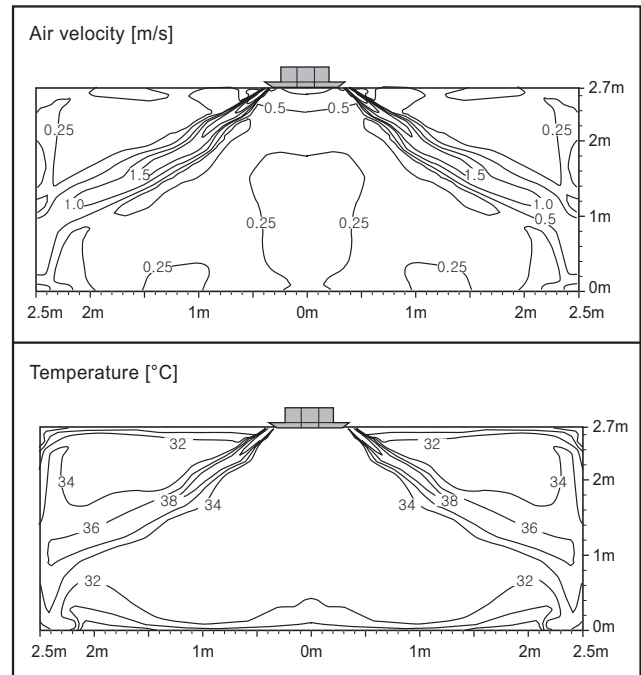 Air velocity [m/s]
0.5 0.5 2.7m
0.25 0.25
2m
1.5 1.5
1.0 1.0
0.5 1m
0.25 0.25
0.25 0.25
0m
2.5m 2m 1m 0m 1m 2m 2.5m
Temperature [°C]
2.7m
32 32
34 34 2m
38 38
34 34
36 36
1m
32 32
0m
2.5m 2m 1m 0m 1m 2m 2.5m